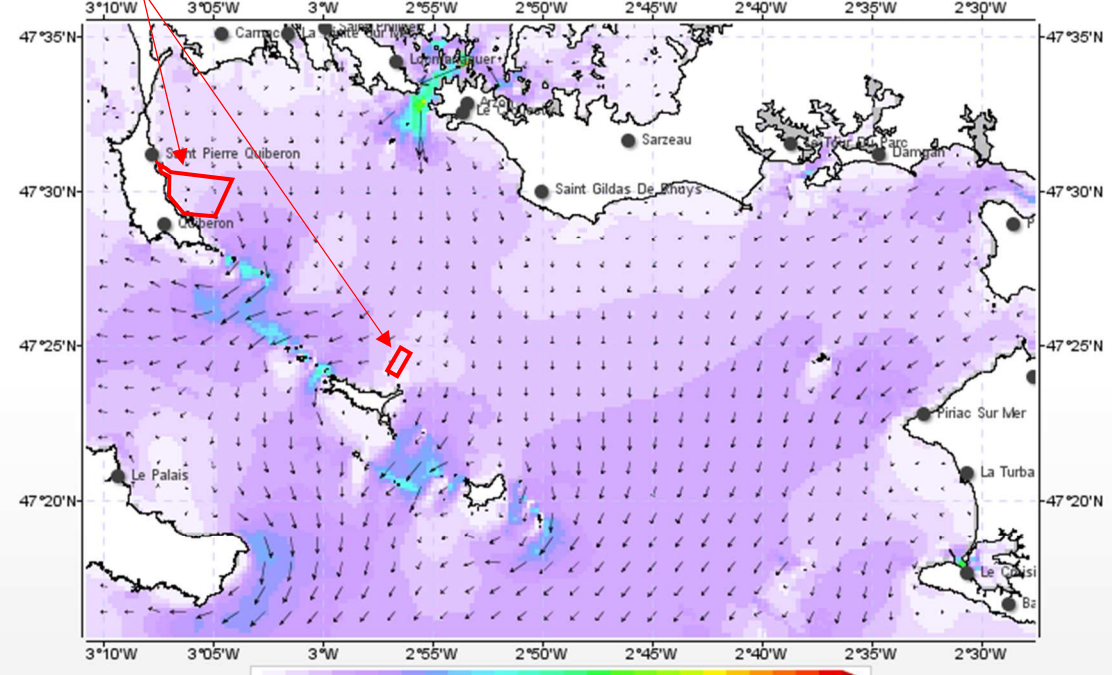 3°10'W 3°05'W 3°W 2°55'W 2°50'W 2°45'W 2°40'W 2°35'W 2°30'W
47°35'N 47°35'N
Locmariaquer
Sarzeau
Damgan
Saint Pierre Quiberon
47°30'N Saint Gildas De Rhuys 47°30'N
Quiberon
47°25'N 47°25'N
Piriac Sur Mer
Le Palais La Turba
47°20'N 47°20'N
Le Croisi
Ba
3°10'W 3°05'W 3°W 2°55'W 2°50'W 2°45'W 2°40'W 2°35'W 2°30'W